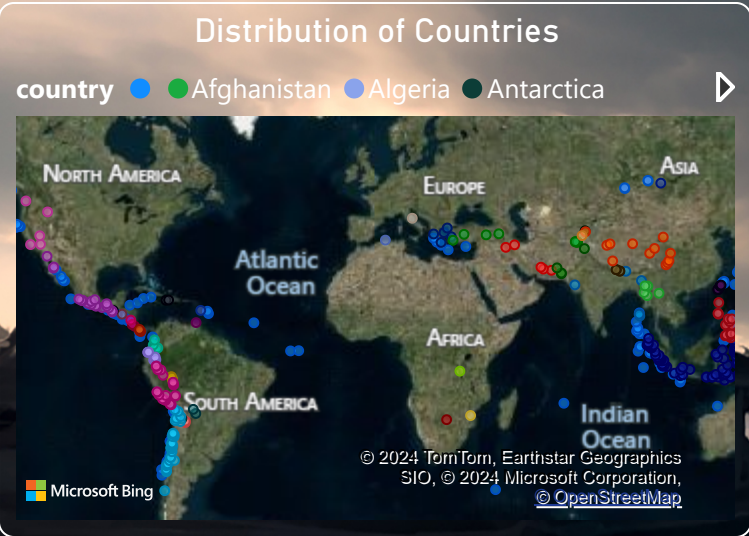 Distribution of Countries
country Afghanistan Algeria Antarctica
NORTH AMERICA
EUROPE
ASIA
Atlantic
Ocean
AFRICA
SOUTH AMERICA
Indian
Ocean
© 2024 TomTom, Earthstar Geographics
SIO, © 2024 Microsoft Corporation,
© OpenStreetMap
Microsoft Bing